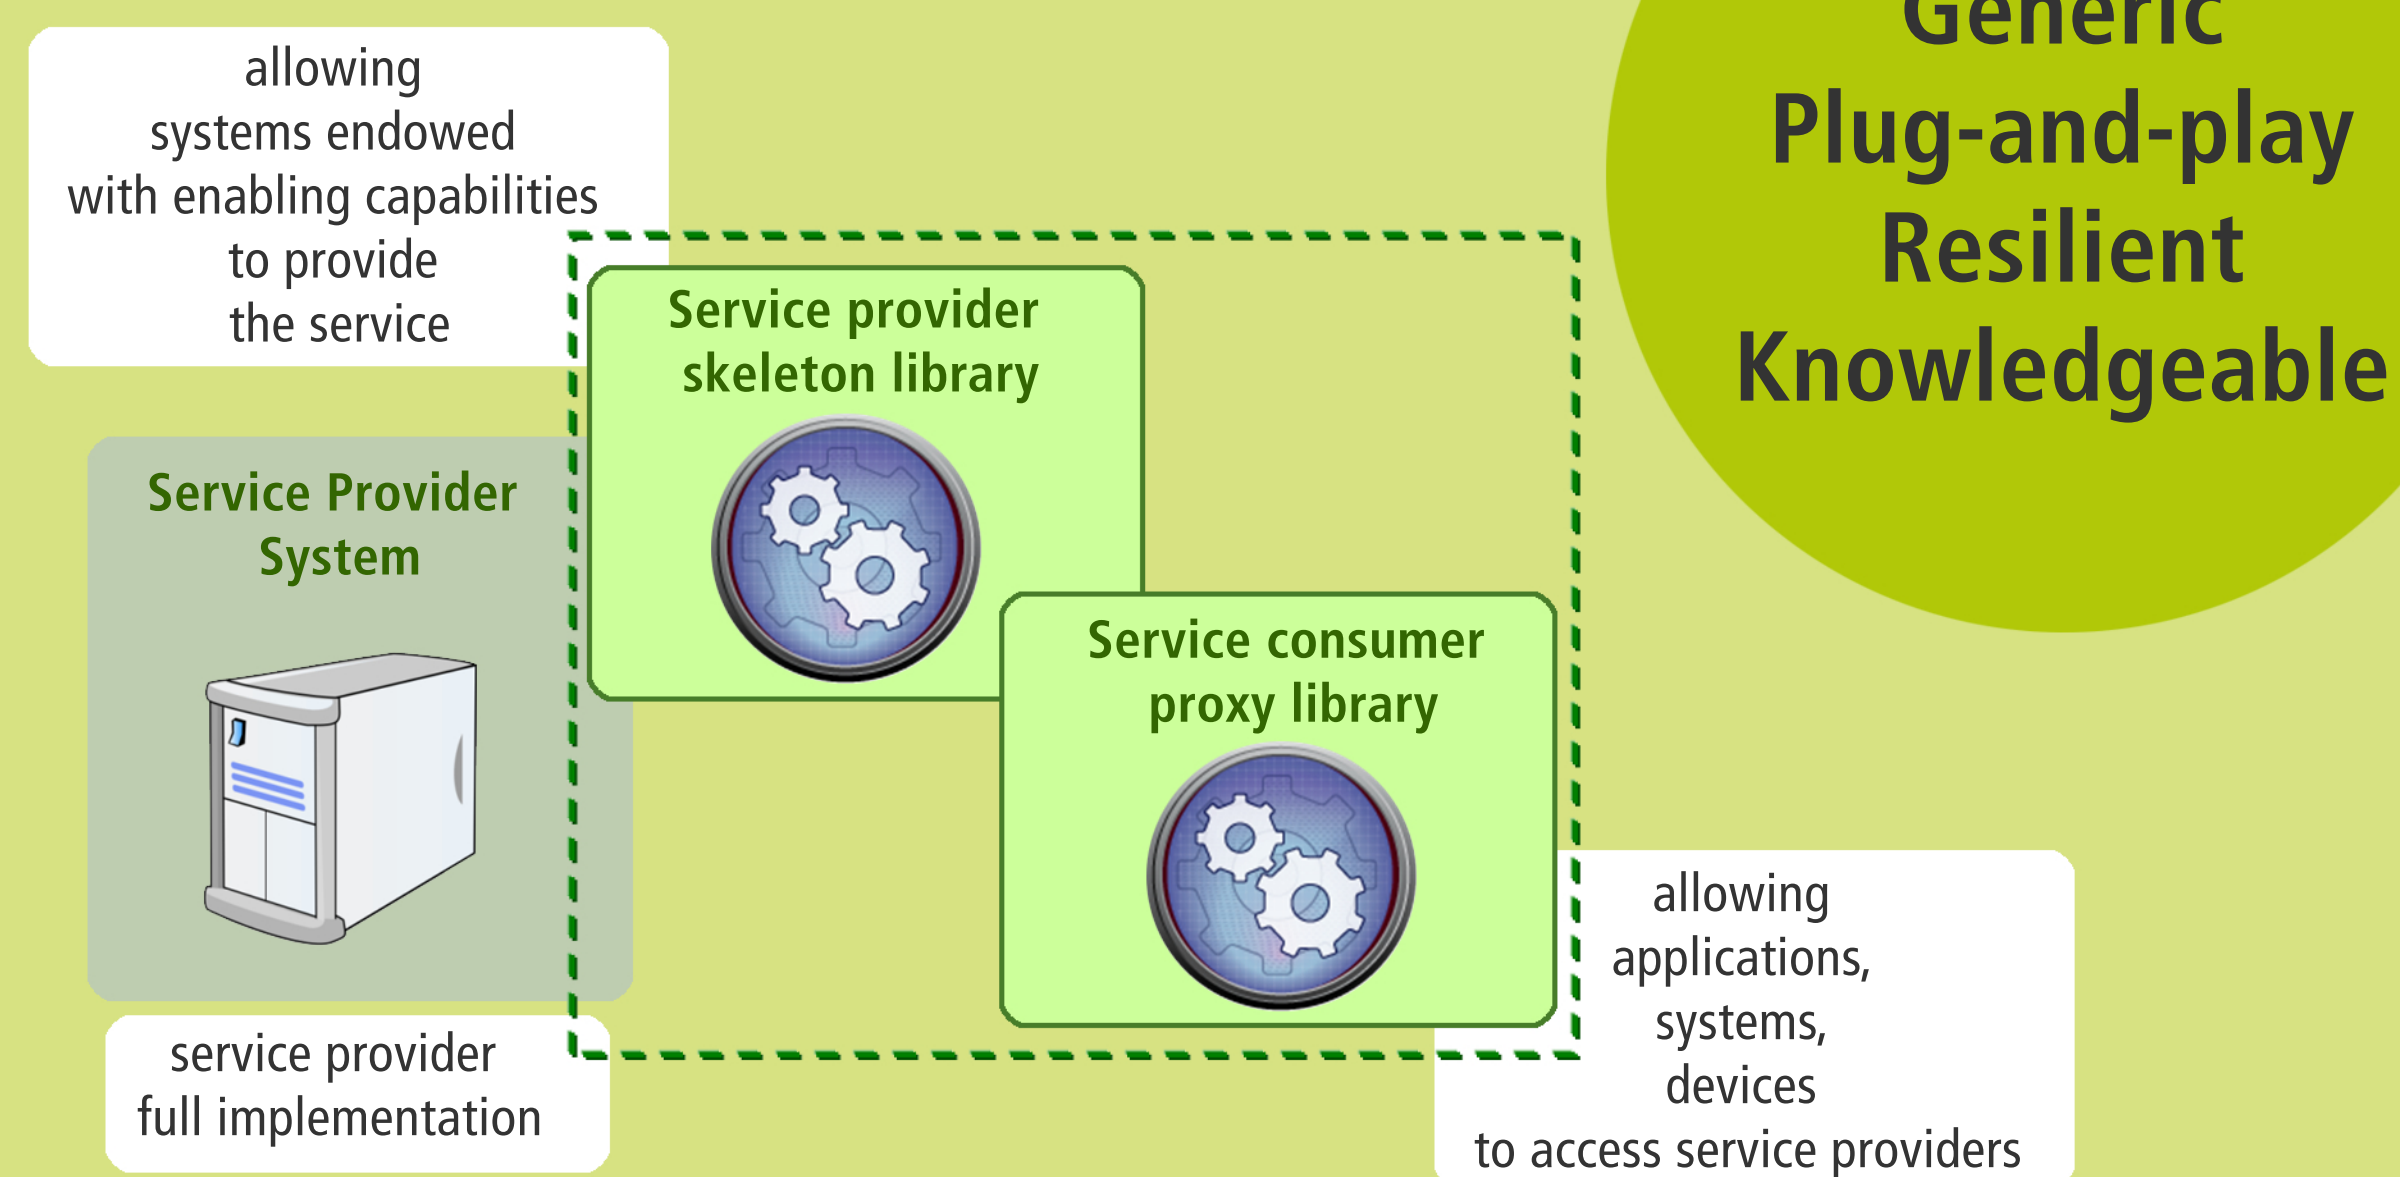 allowing
systems endowed
with enabling capabilities
to provide
the service
Generic
Plug-and-play
Resilient
Knowledgeable
Service provider
skeleton library
Service Provider
System
Service consumer
proxy library
service provider
full implementation
allowing
applications,
systems,
devices
to access service providers